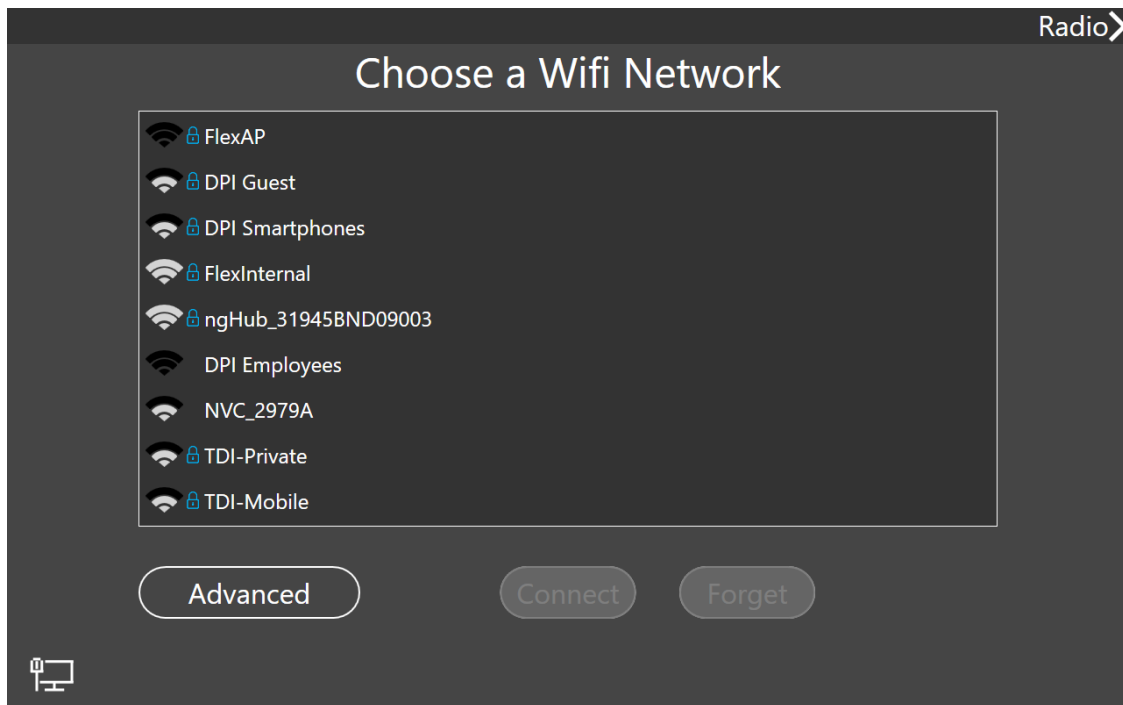 Radio
Choose a Wifi Network
FlexAP
DPI Guest
DPI Smartphones
FlexInternal
ngHub_31945BND09003
DPI Employees
NVC_2979A
TDI-Private
TDI-Mobile
Advanced
Connect
Forget